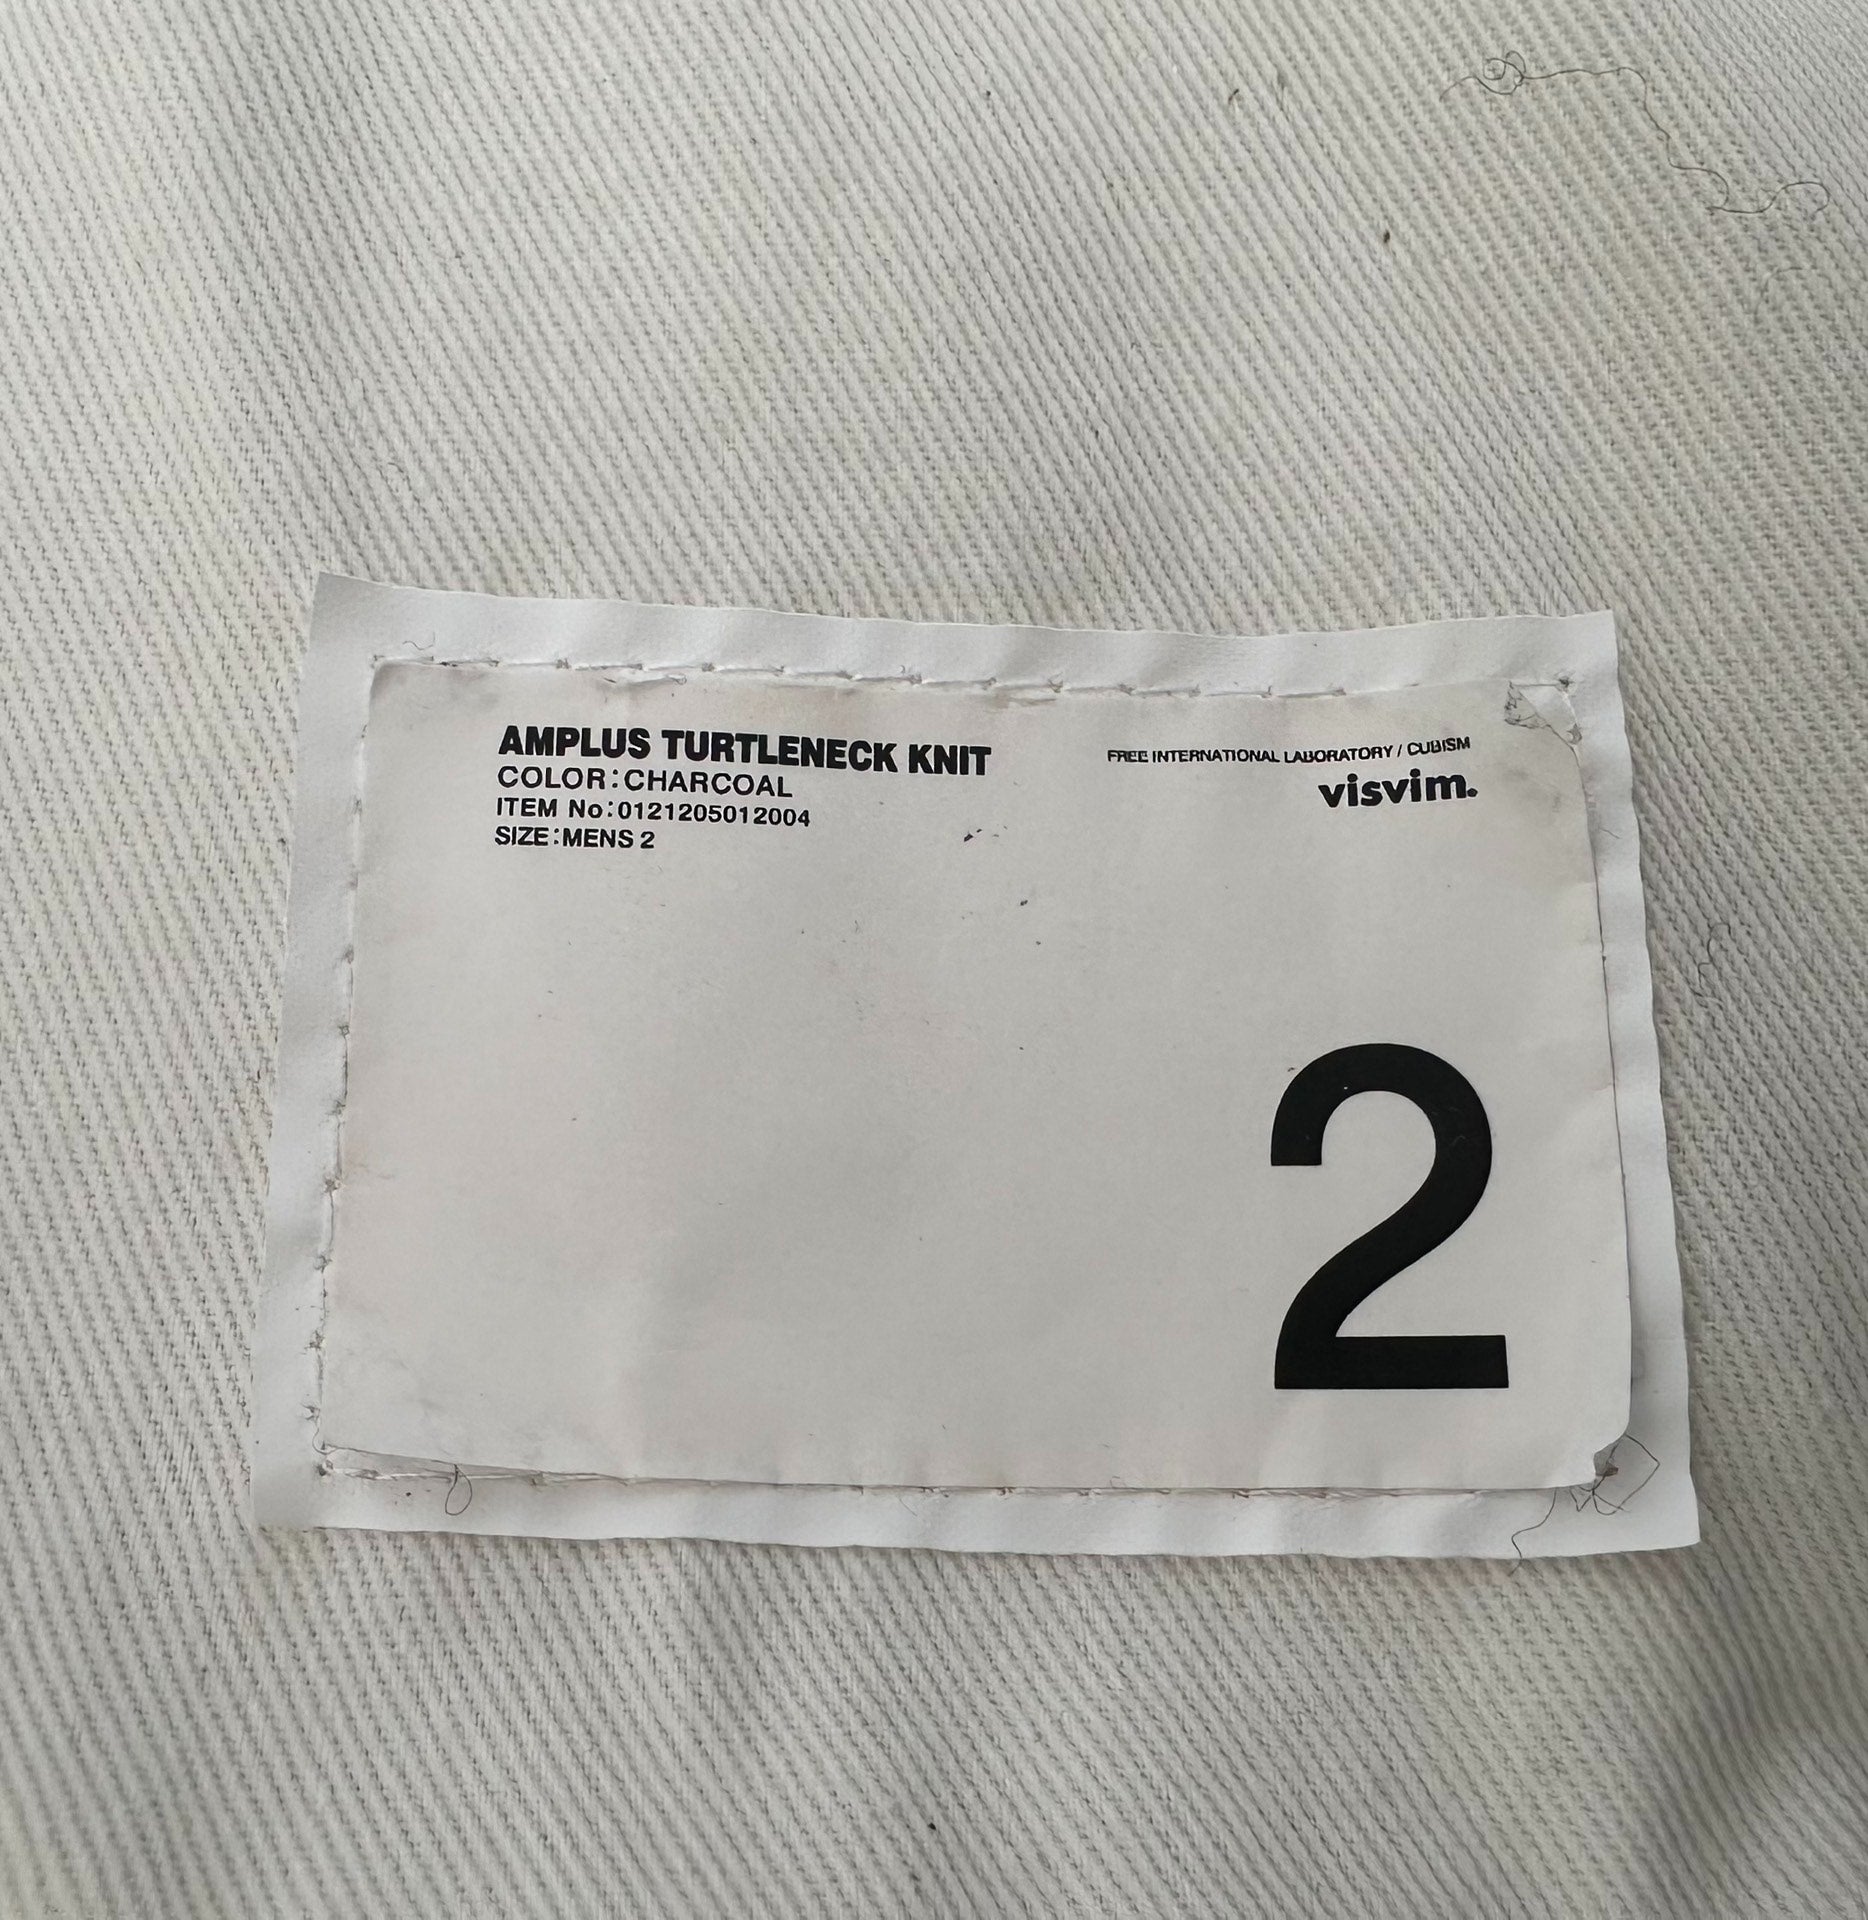 AMPLUS TURTLENECK KNIT
COLOR:CHARCOAL
ITEM No:0121205012004
SIZE:MENS 2
FREE INTERNATIONAL LABORATORY / CUBISM
visvim.
2